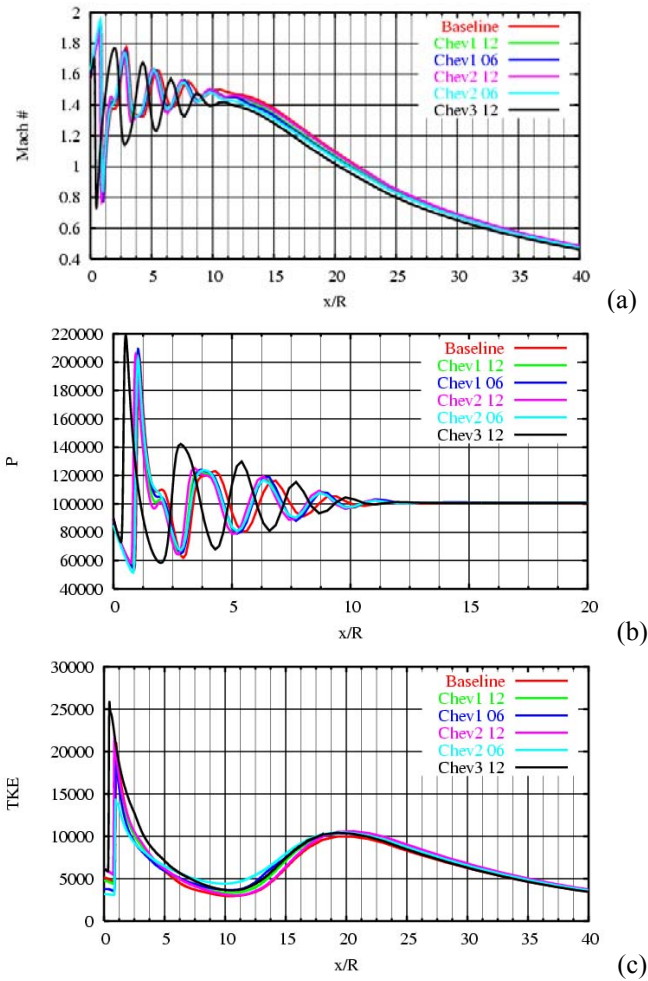 2
1.8
1.6
1.4
1.2
1
0.8
0.6
0.4
Mach #
Baseline
Chev1 12
Chev1 06
Chev2 12
Chev2 06
Chev3 12
0 5 10 15 20 25 30 35 40
x/R
(a)
220000
200000
180000
160000
140000
120000
100000
80000
60000
40000
P
Baseline
Chev1 12
Chev1 06
Chev2 12
Chev2 06
Chev3 12
0 5 10 15 20
x/R
(b)
30000
25000
20000
15000
10000
5000
0
TKE
Baseline
Chev1 12
Chev1 06
Chev2 12
Chev2 06
Chev3 12
0 5 10 15 20 25 30 35 40
x/R
(c)